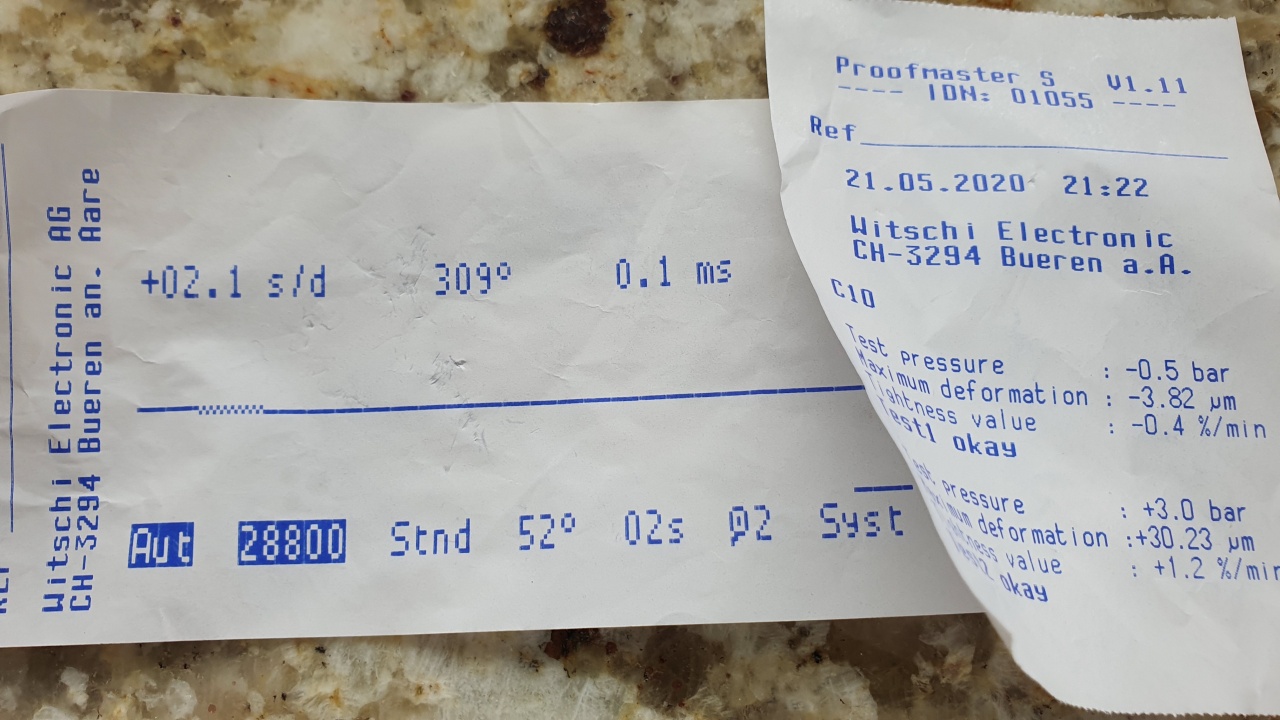 Witschi Electronic AG
CH-3294 Bueren an. Aare
+02.1 s/d 309° 0.1 ms
Aut 28800 Stnd 52° 02s Syst
Proofmaster S V1.11
---- IDN: 01055 ----
Ref
21.05.2020 21:22
Witschi Electronic
CH-3294 Bueren a.A.
C10
Test pressure : -0.5 bar
Maximum deformation : -3.82 µm
Tightness value : -0.4 %/min
Test1 okay
pressure : +3.0 bar
deformation :+30.23 µm
value : +1.2 %/min
okay